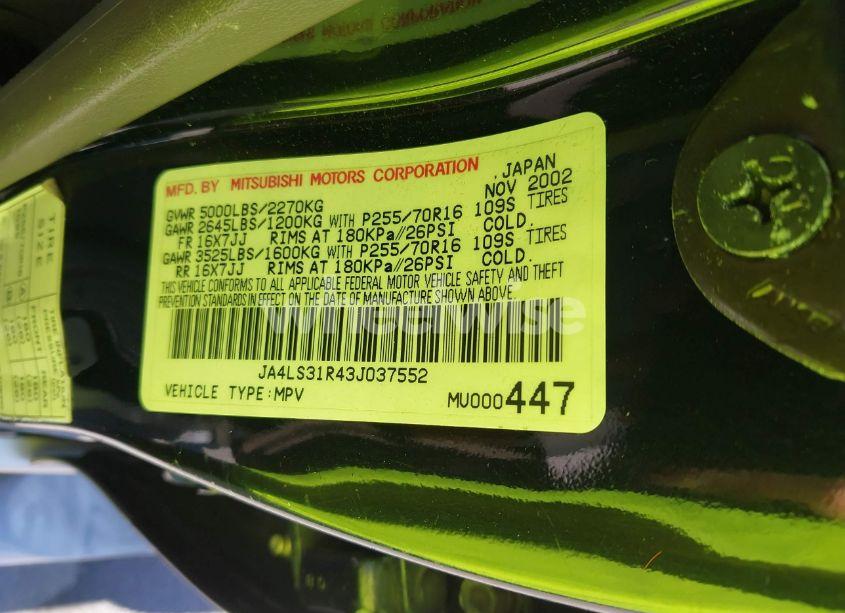 MFD. BY MITSUBISHI MOTORS CORPORATION ,JAPAN
GVWR 5000LBS/2270KG NOV 2002
GAWR 2645LBS/1200KG WITH P255/70R16 109S TIRES
FR 16X7JJ RIMS AT 180KPa//26PSI COLD.
GAWR 3525LBS/1600KG WITH P255/70R16 109S TIRES
RR 16X7JJ RIMS AT 180KPa//26PSI COLD.
THIS VEHICLE CONFORMS TO ALL APPLICABLE FEDERAL MOTOR VEHICLE SAFETY AND THEFT
PREVENTION STANDARDS IN EFFECT ON THE DATE OF MANUFACTURE SHOWN ABOVE.
wheelwise
JA4LS31R43J037552
VEHICLE TYPE:MPV MU000447
TIRE
SIZE